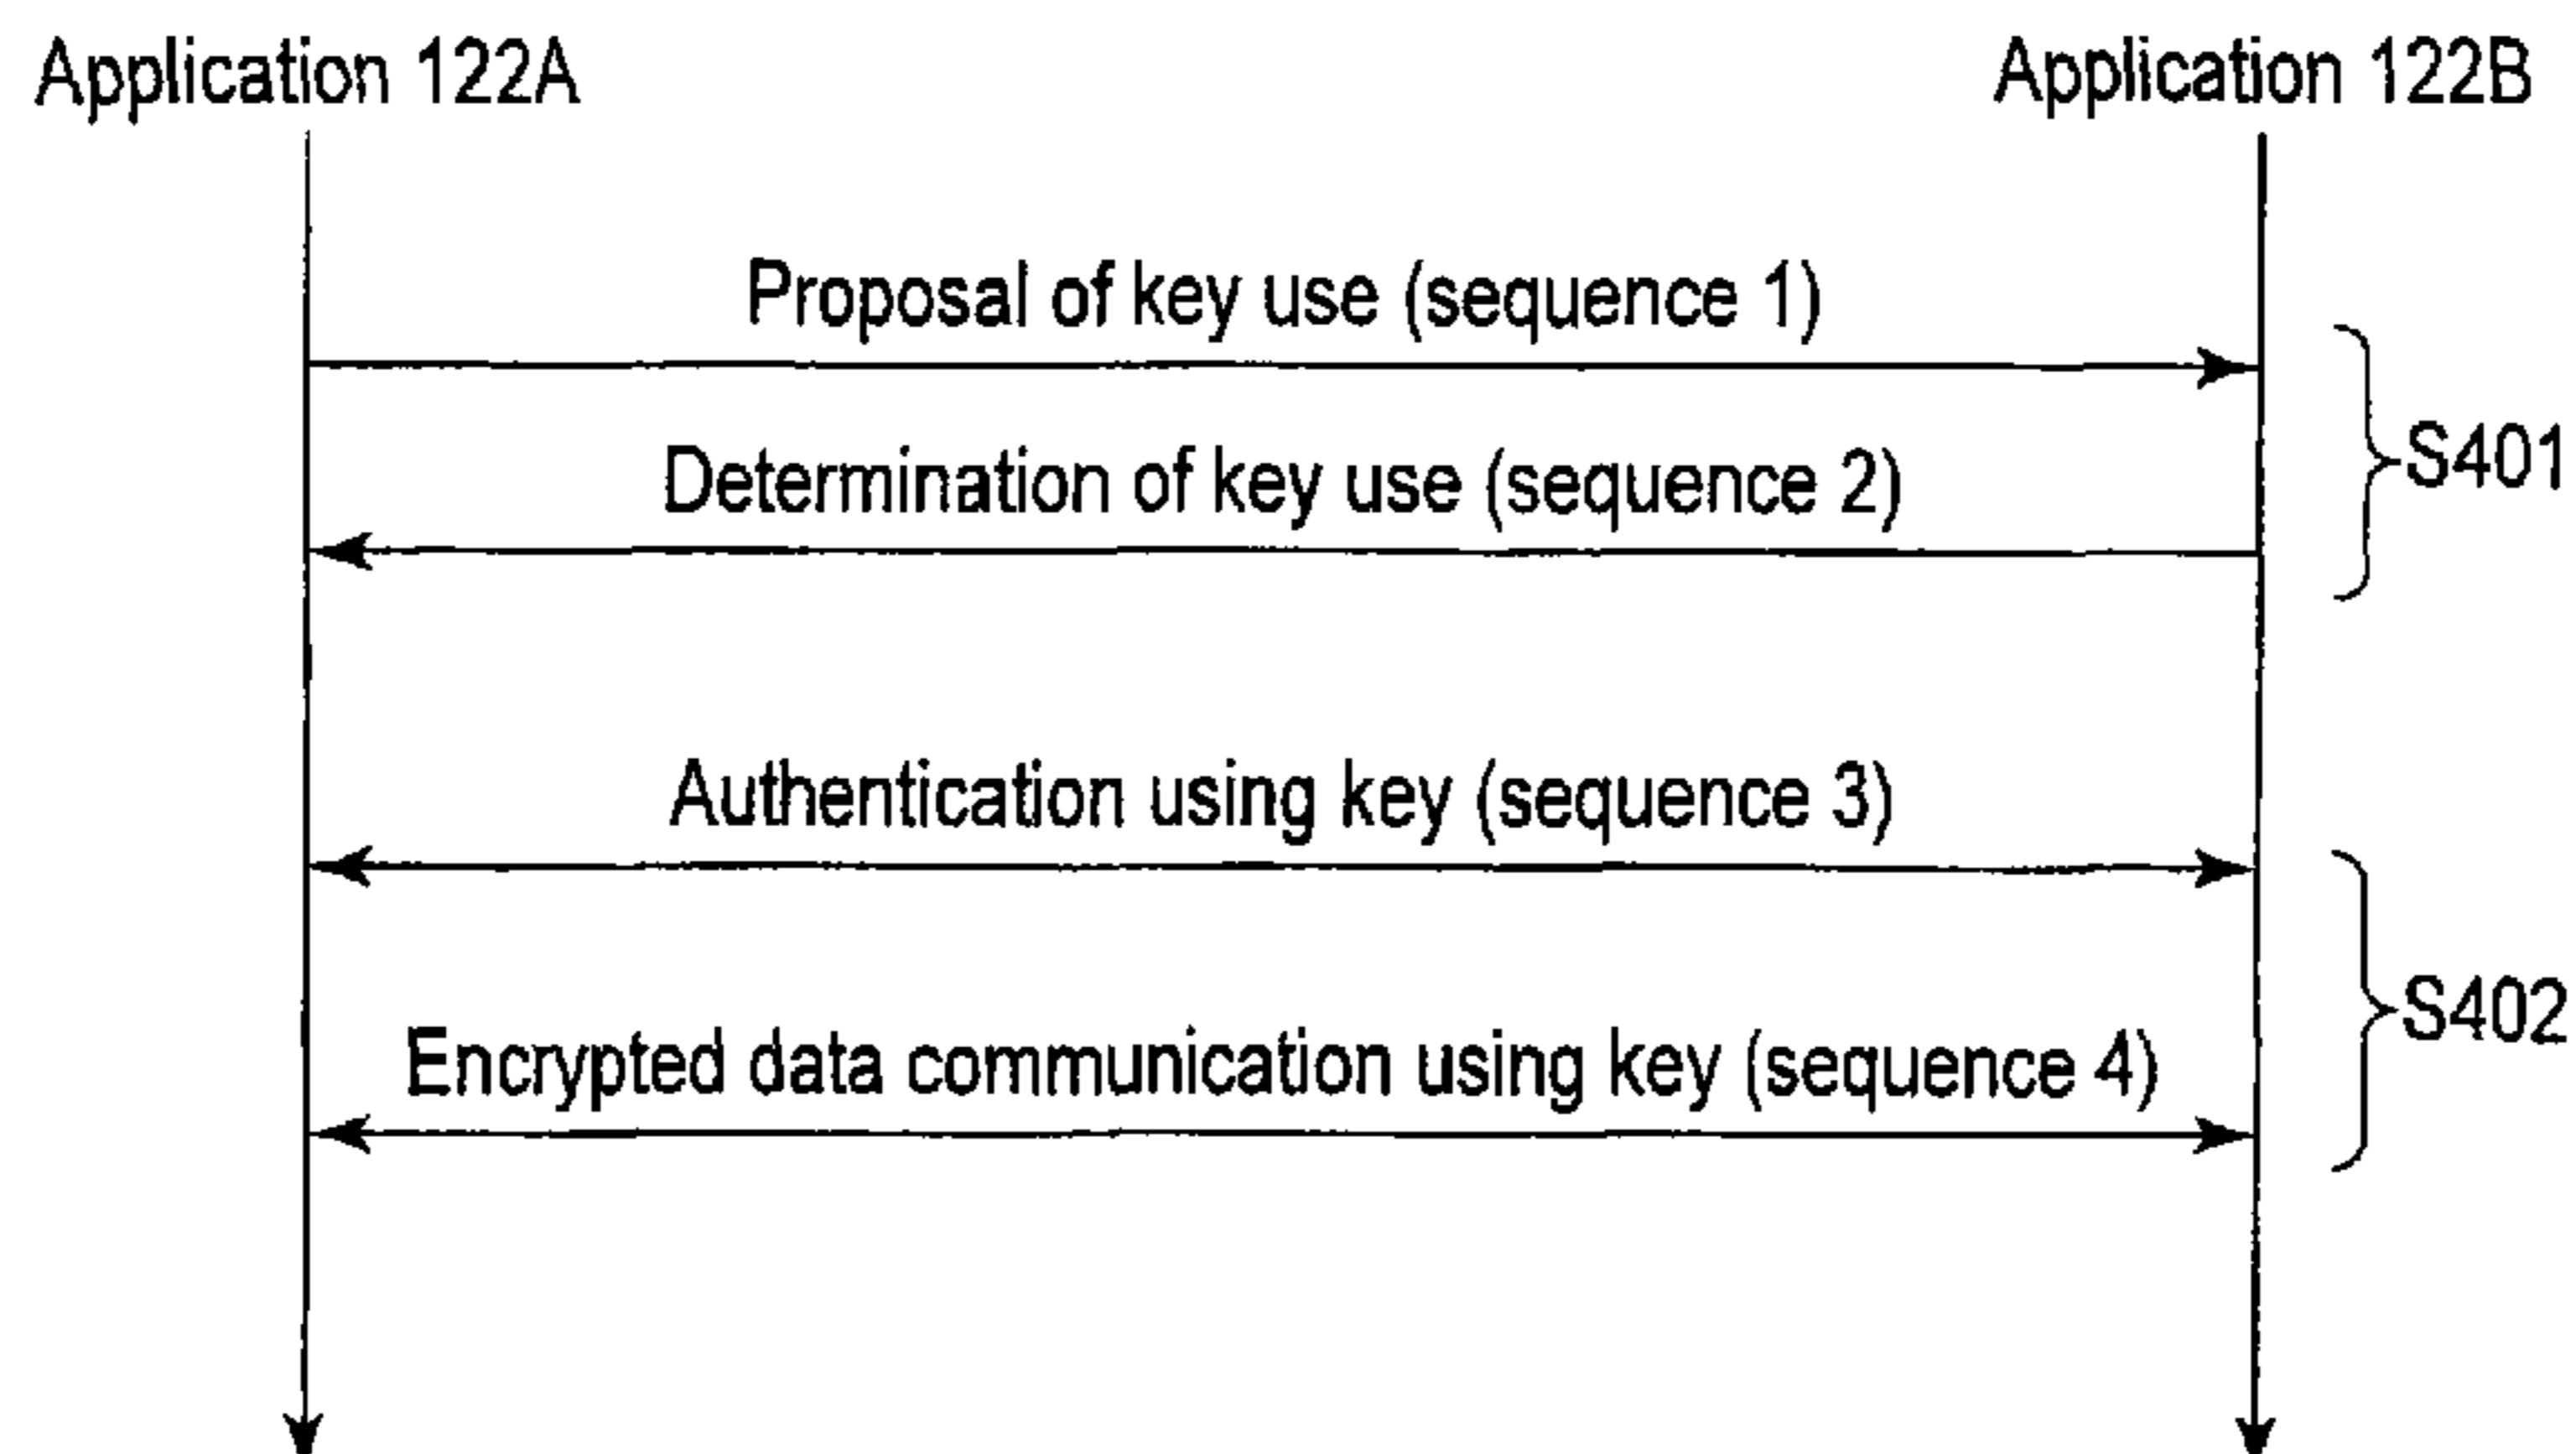 Application 122A
Application 122B
Proposal of key use (sequence 1)
Determination of key use (sequence 2)
S401
Authentication using key (sequence 3)
Encrypted data communication using key (sequence 4)
S402